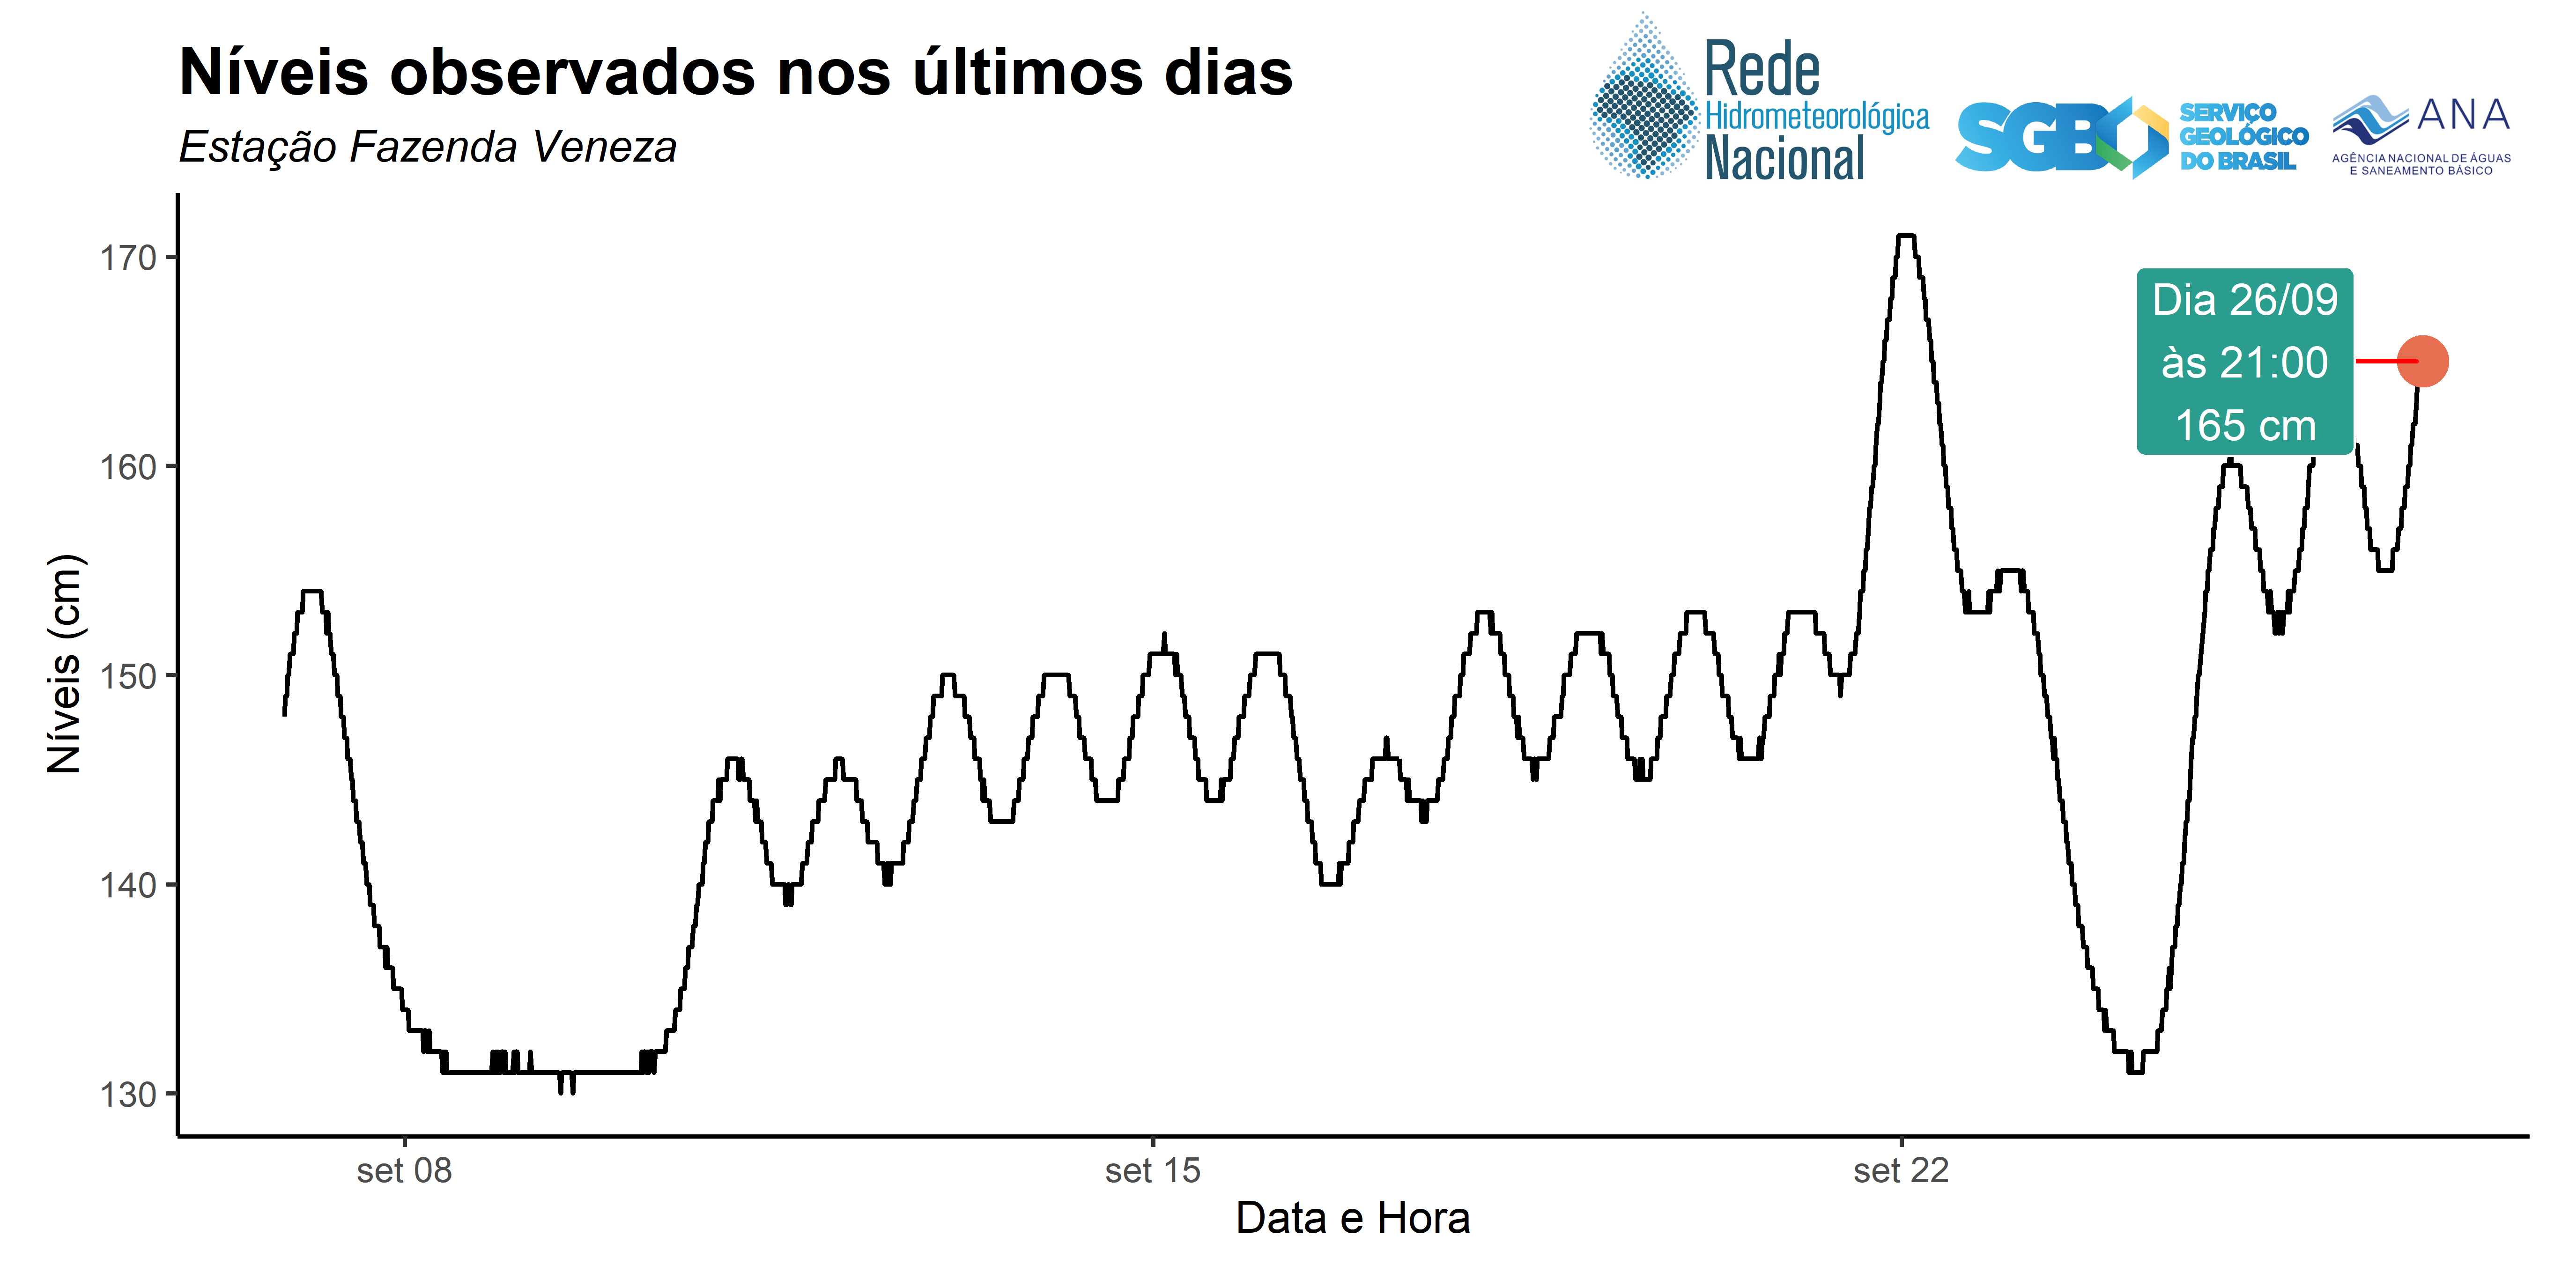 Níveis observados nos últimos dias
Estação Fazenda Veneza
Rede
Hidrometeorológica
Nacional
SGB
SERVIÇO
GEOLÓGICO
DO BRASIL
ANA
AGÊNCIA NACIONAL DE ÁGUAS
E SANEAMENTO BÁSICO
Níveis (cm)
170
160
150
140
130
Dia 26/09
às 21:00
165 cm
set 08
set 15
set 22
Data e Hora